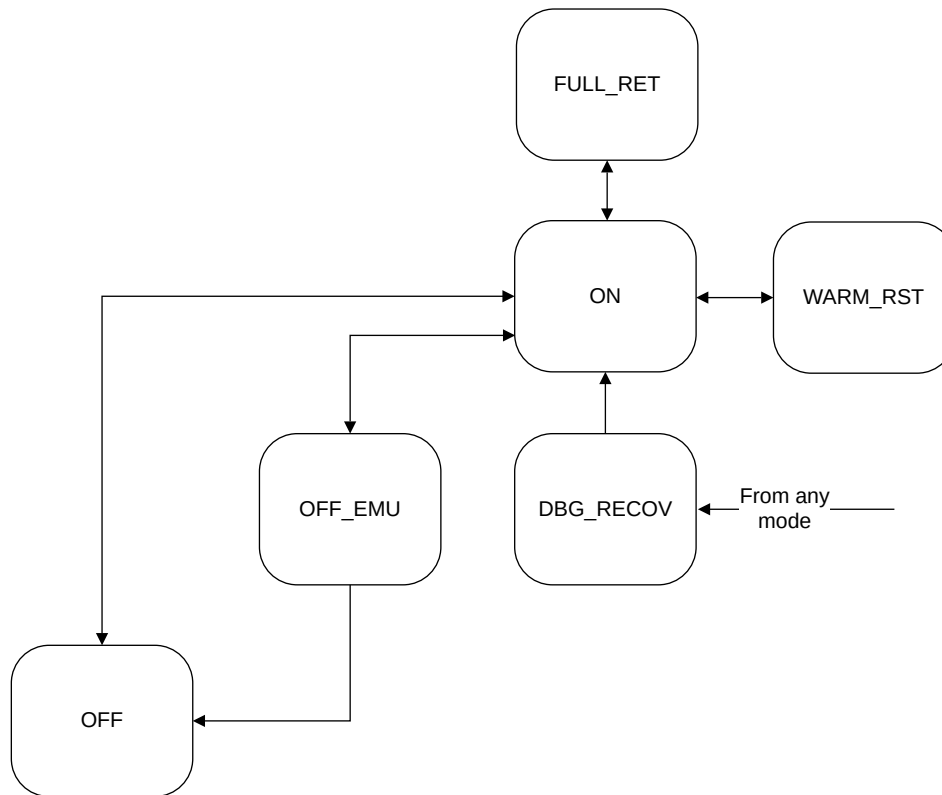 FULL_RET
ON
WARM_RST
OFF_EMU
DBG_RECOV
From any
mode
OFF